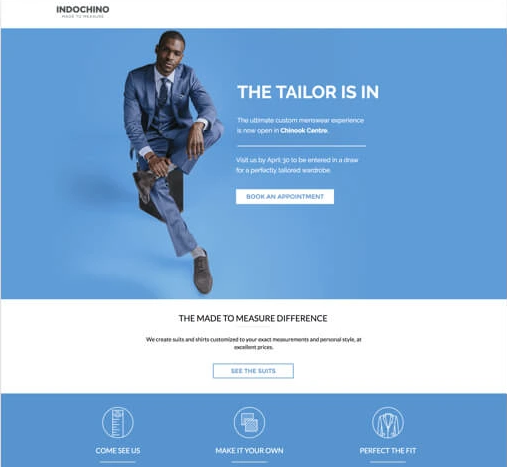 INDOCHINO
MADE TO MEASURE
THE TAILOR IS IN
The ultimate custom menswear experience
is now open in Chinook Centre.
Visit us by April 30 to be entered in a draw
for a perfectly tailored wardrobe.
BOOK AN APPOINTMENT
THE MADE TO MEASURE DIFFERENCE
We create suits and shirts customized to your exact measurements and personal style, at
excellent prices.
SEE THE SUITS
COME SEE US
MAKE IT YOUR OWN
PERFECT THE FIT